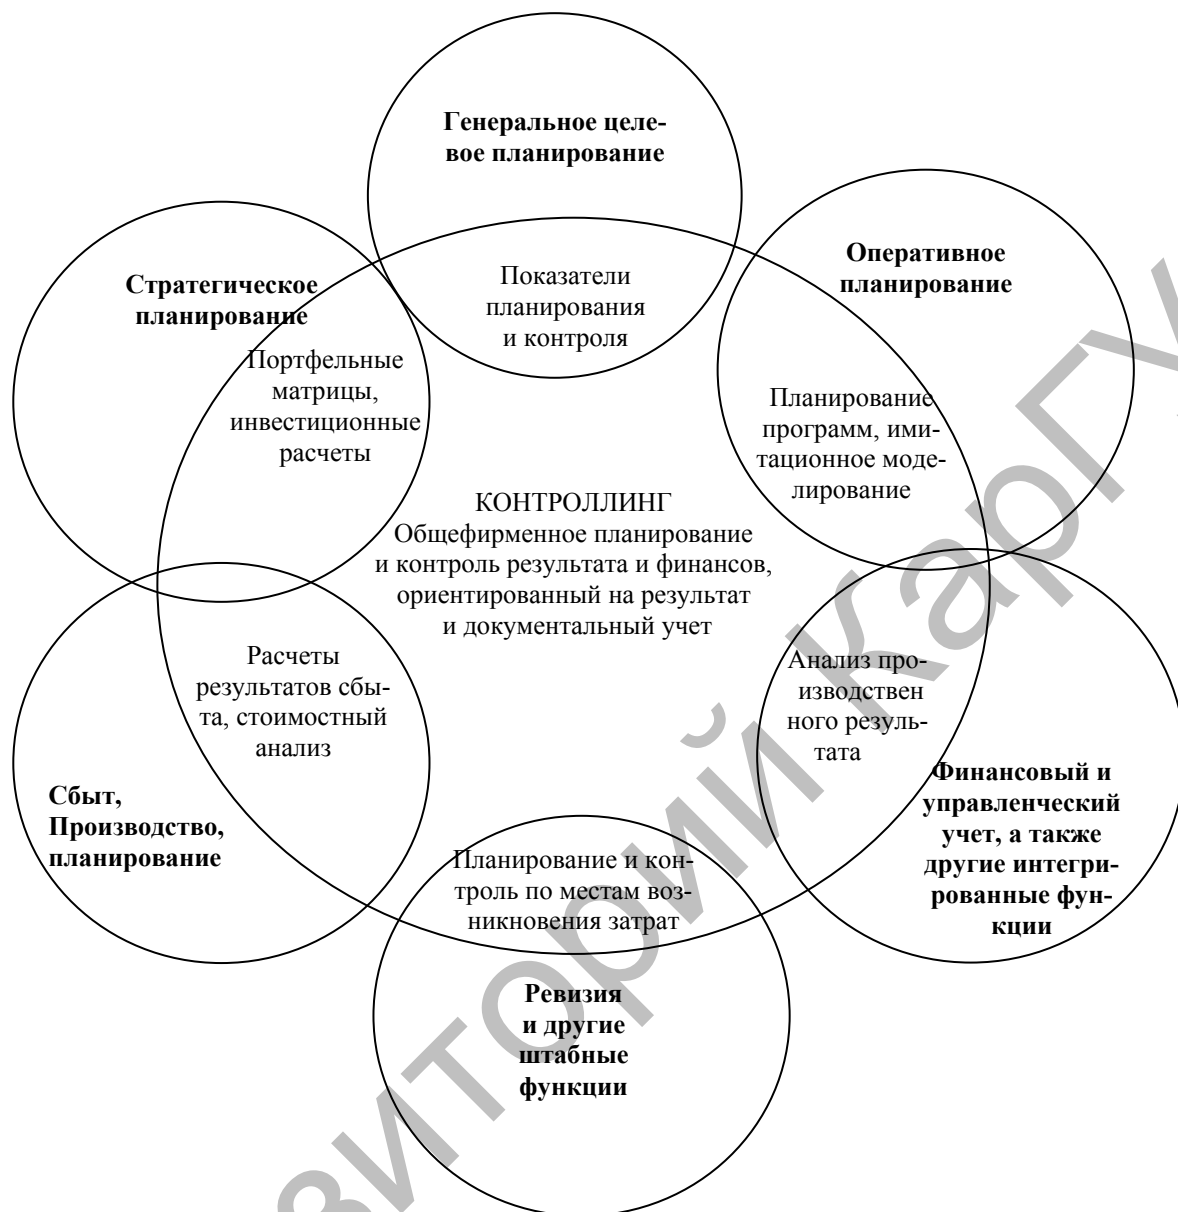 Генеральное целе-
вое планирование
Показатели
планирования
и контроля
Оперативное
планирование
Планирование
программ, ими-
тационное моде-
лирование
Стратегическое
планирование
Портфельные
матрицы,
инвестиционные
расчеты
КОНТРОЛЛИНГ
Общефирменное планирование
и контроль результата и финансов,
ориентированный на результат
и документальный учет
Расчеты
результатов сбы-
та, стоимостный
анализ
Сбыт,
Производство,
планирование
Анализ про-
изводствен
ного резуль-
тата
Финансовый и
управленческий
учет, а также
другие интегри-
рованные фун-
кции
Планирование и кон-
троль по местам воз-
никновения затрат
Ревизия
и другие
штабные
функции
зиторий КарГУ